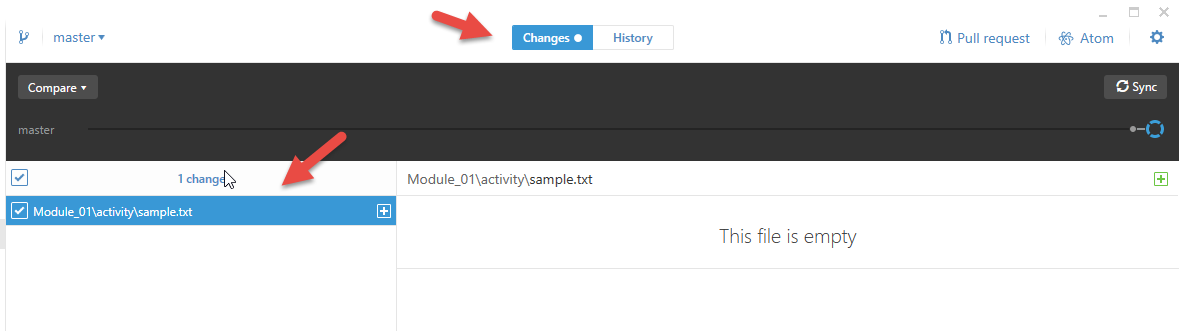 master Changes History Pull request Atom
Compare Sync
master
1 change Module_01\activity\sample.txt
Module_01\activity\sample.txt
This file is empty